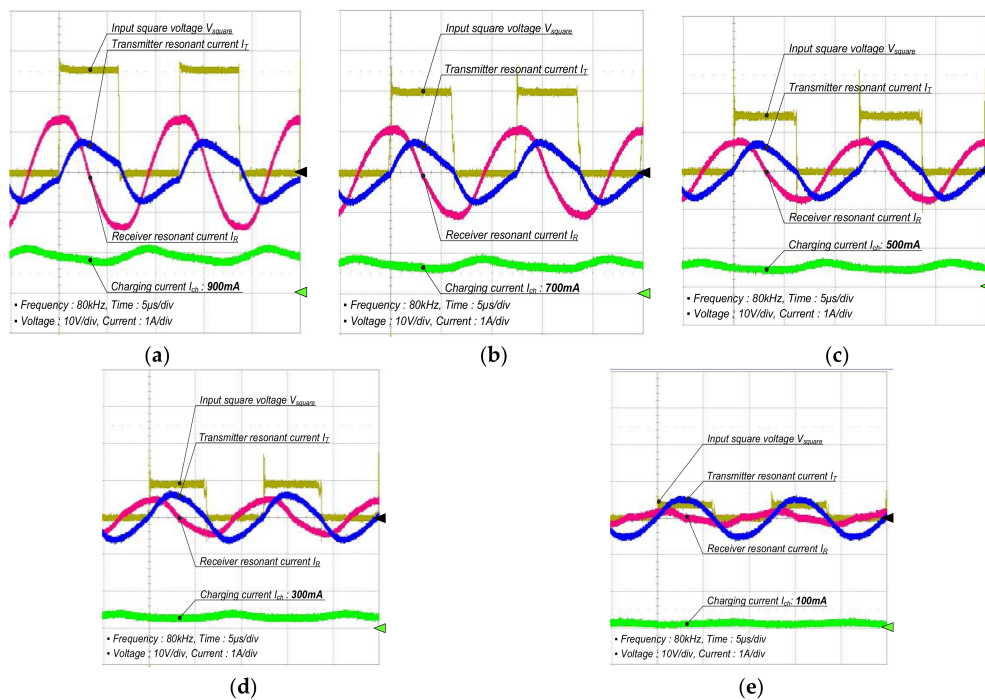 Input square voltage Vsquare
Transmitter resonant current IT
Receiver resonant current IR
Charging current Ich : 900mA
▪ Frequency : 80kHz, Time : 5µs/div
▪ Voltage : 10V/div, Current : 1A/div
(a)
Input square voltage Vsquare
Transmitter resonant current IT
Receiver resonant current IR
Charging current Ich : 700mA
▪ Frequency : 80kHz, Time : 5µs/div
▪ Voltage : 10V/div, Current : 1A/div
(b)
Input square voltage Vsquare
Transmitter resonant current IT
Receiver resonant current IR
Charging current Ich: 500mA
▪ Frequency : 80kHz, Time : 5µs/div
▪ Voltage : 10V/div, Current : 1A/div
(c)
Input square voltage Vsquare
Transmitter resonant current IT
Receiver resonant current IR
Charging current Ich: 300mA
▪ Frequency : 80kHz, Time : 5µs/div
▪ Voltage : 10V/div, Current : 1A/div
(d)
Input square voltage Vsquare
Transmitter resonant current IT
Receiver resonant current IR
Charging current Ich: 100mA
▪ Frequency : 80kHz, Time : 5µs/div
▪ Voltage : 10V/div, Current : 1A/div
(e)